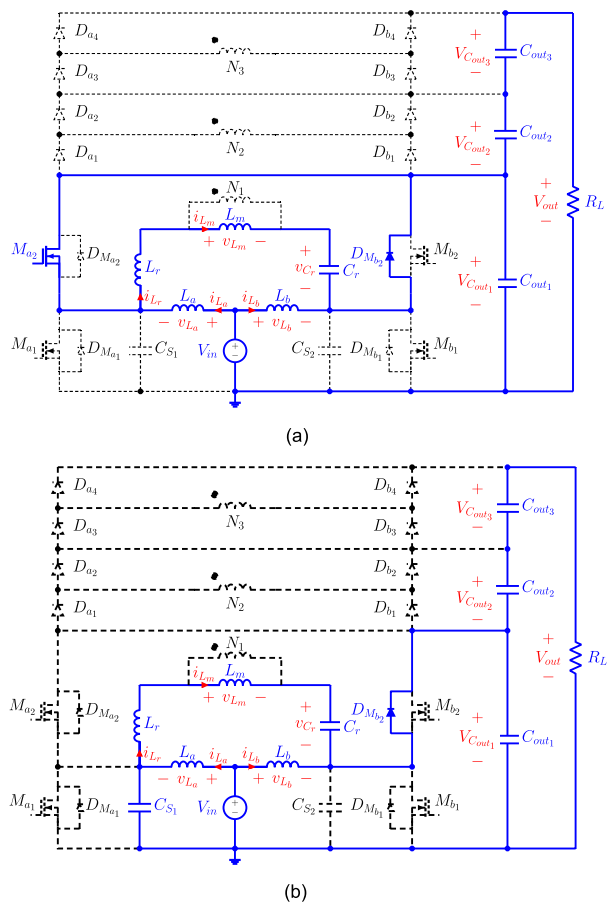 D_{a_4} D_{b_4} + V_{C_{out_3}} − C_{out_3}
N_3
D_{a_3} D_{b_3}
D_{a_2} D_{b_2} + V_{C_{out_2}} − C_{out_2}
N_2
D_{a_1} D_{b_1}
+ V_{out} − R_L
N_1
i_{L_m} L_m
+ v_{L_m} −
M_{a_2} D_{M_{a_2}} L_r + v_{C_r} − C_r D_{M_{b_2}} M_{b_2} + V_{C_{out_1}} − C_{out_1}
i_{L_r} L_a i_{L_a} i_{L_b} L_b
− v_{L_a} + + v_{L_b} −
M_{a_1} D_{M_{a_1}} C_{S_1} V_{in} + − C_{S_2} D_{M_{b_1}} M_{b_1}
(a)
D_{a_4} D_{b_4} + V_{C_{out_3}} − C_{out_3}
N_3
D_{a_3} D_{b_3}
D_{a_2} D_{b_2} + V_{C_{out_2}} − C_{out_2}
N_2
D_{a_1} D_{b_1}
+ V_{out} − R_L
N_1
i_{L_m} L_m
+ v_{L_m} −
M_{a_2} D_{M_{a_2}} L_r + v_{C_r} − C_r D_{M_{b_2}} M_{b_2} + V_{C_{out_1}} − C_{out_1}
i_{L_r} L_a i_{L_a} i_{L_b} L_b
− v_{L_a} + + v_{L_b} −
M_{a_1} D_{M_{a_1}} C_{S_1} V_{in} + − C_{S_2} D_{M_{b_1}} M_{b_1}
(b)